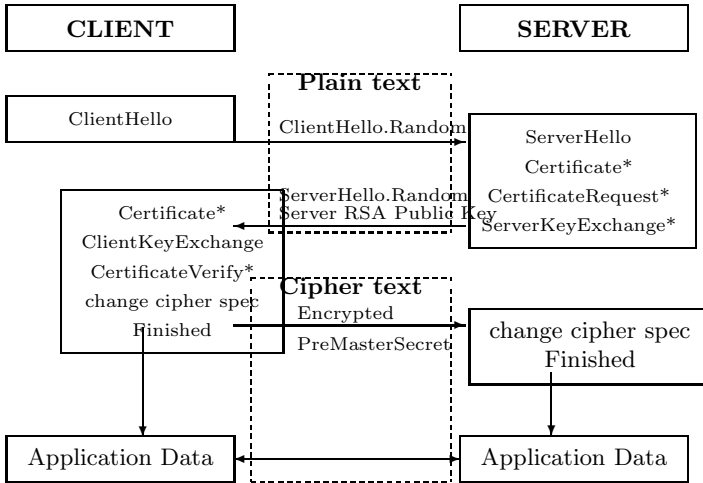 CLIENT
SERVER
Plain text
ClientHello
ClientHello.Random
ServerHello
Certificate*
CertificateRequest*
ServerKeyExchange*
ServerHello.Random
Server RSA Public Key
Certificate*
ClientKeyExchange
CertificateVerify*
change cipher spec
Finished
Cipher text
Encrypted
PreMasterSecret
change cipher spec
Finished
Application Data
Application Data